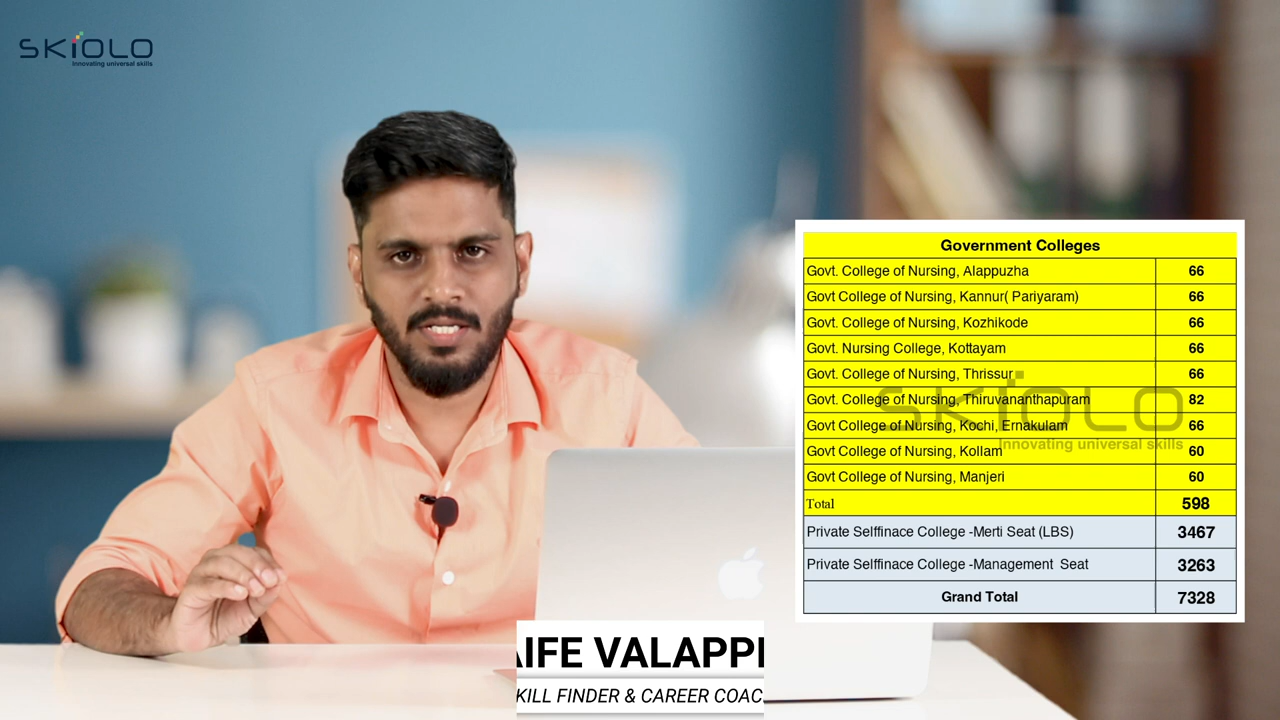 SKiOLO
Innovating universal skills
Government Colleges
Govt. College of Nursing, Alappuzha 66
Govt College of Nursing, Kannur( Pariyaram) 66
Govt. College of Nursing, Kozhikode 66
Govt. Nursing College, Kottayam 66
Govt. College of Nursing, Thrissur 66
Govt. College of Nursing, Thiruvananthapuram 82
Govt College of Nursing, Kochi, Ernakulam 66
Govt College of Nursing, Kollam 60
Govt College of Nursing, Manjeri 60
Total 598
Private Selffinace College -Merti Seat (LBS) 3467
Private Selffinace College -Management Seat 3263
Grand Total 7328
SKiOLO
Innovating universal skills
AIFE VALAPPI
KILL FINDER & CAREER COAC